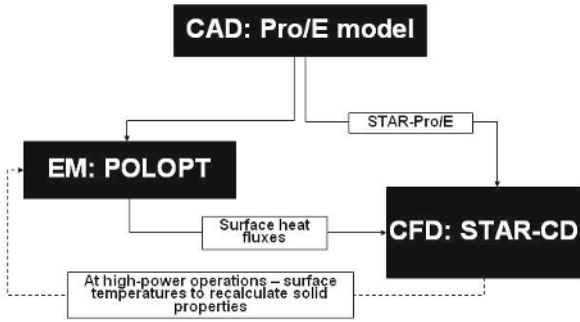 CAD: Pro/E model
STAR-Pro/E
EM: POLOPT
Surface heat
fluxes
CFD: STAR-CD
At high-power operations – surface
temperatures to recalculate solid
properties